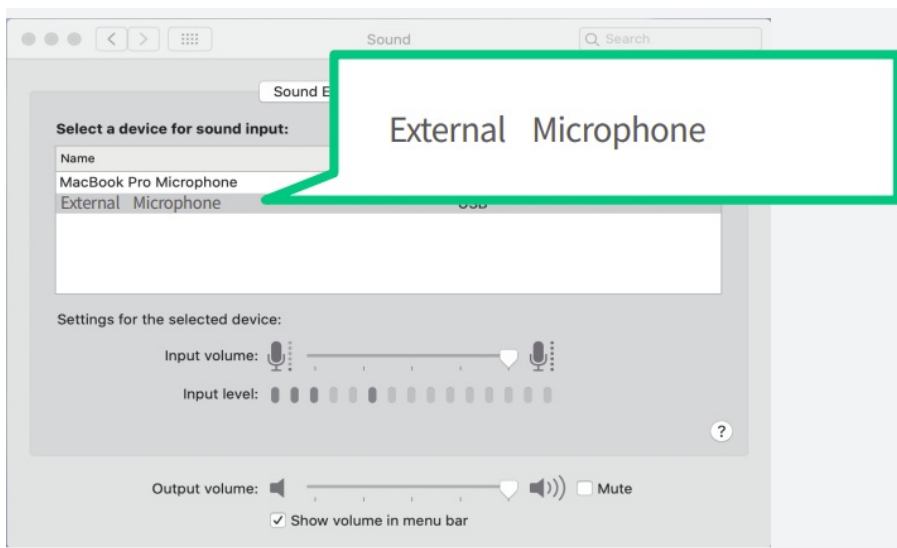 Sound
Search
Sound E
External Microphone
Select a device for sound input:
Name
MacBook Pro Microphone
External Microphone
USB
Settings for the selected device:
Input volume:
Input level:
?
Output volume:
Mute
Show volume in menu bar